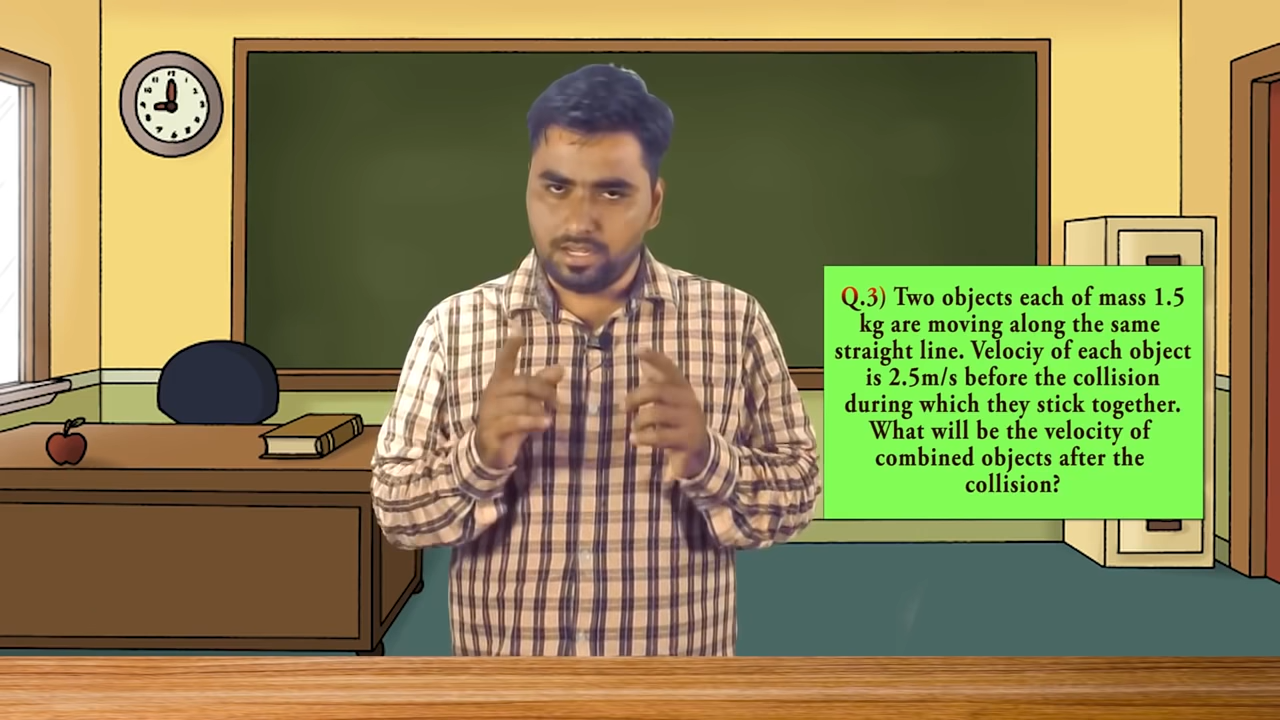 Q.3) Two objects each of mass 1.5
kg are moving along the same
straight line. Velociy of each object
is 2.5m/s before the collision
during which they stick together.
What will be the velocity of
combined objects after the
collision?